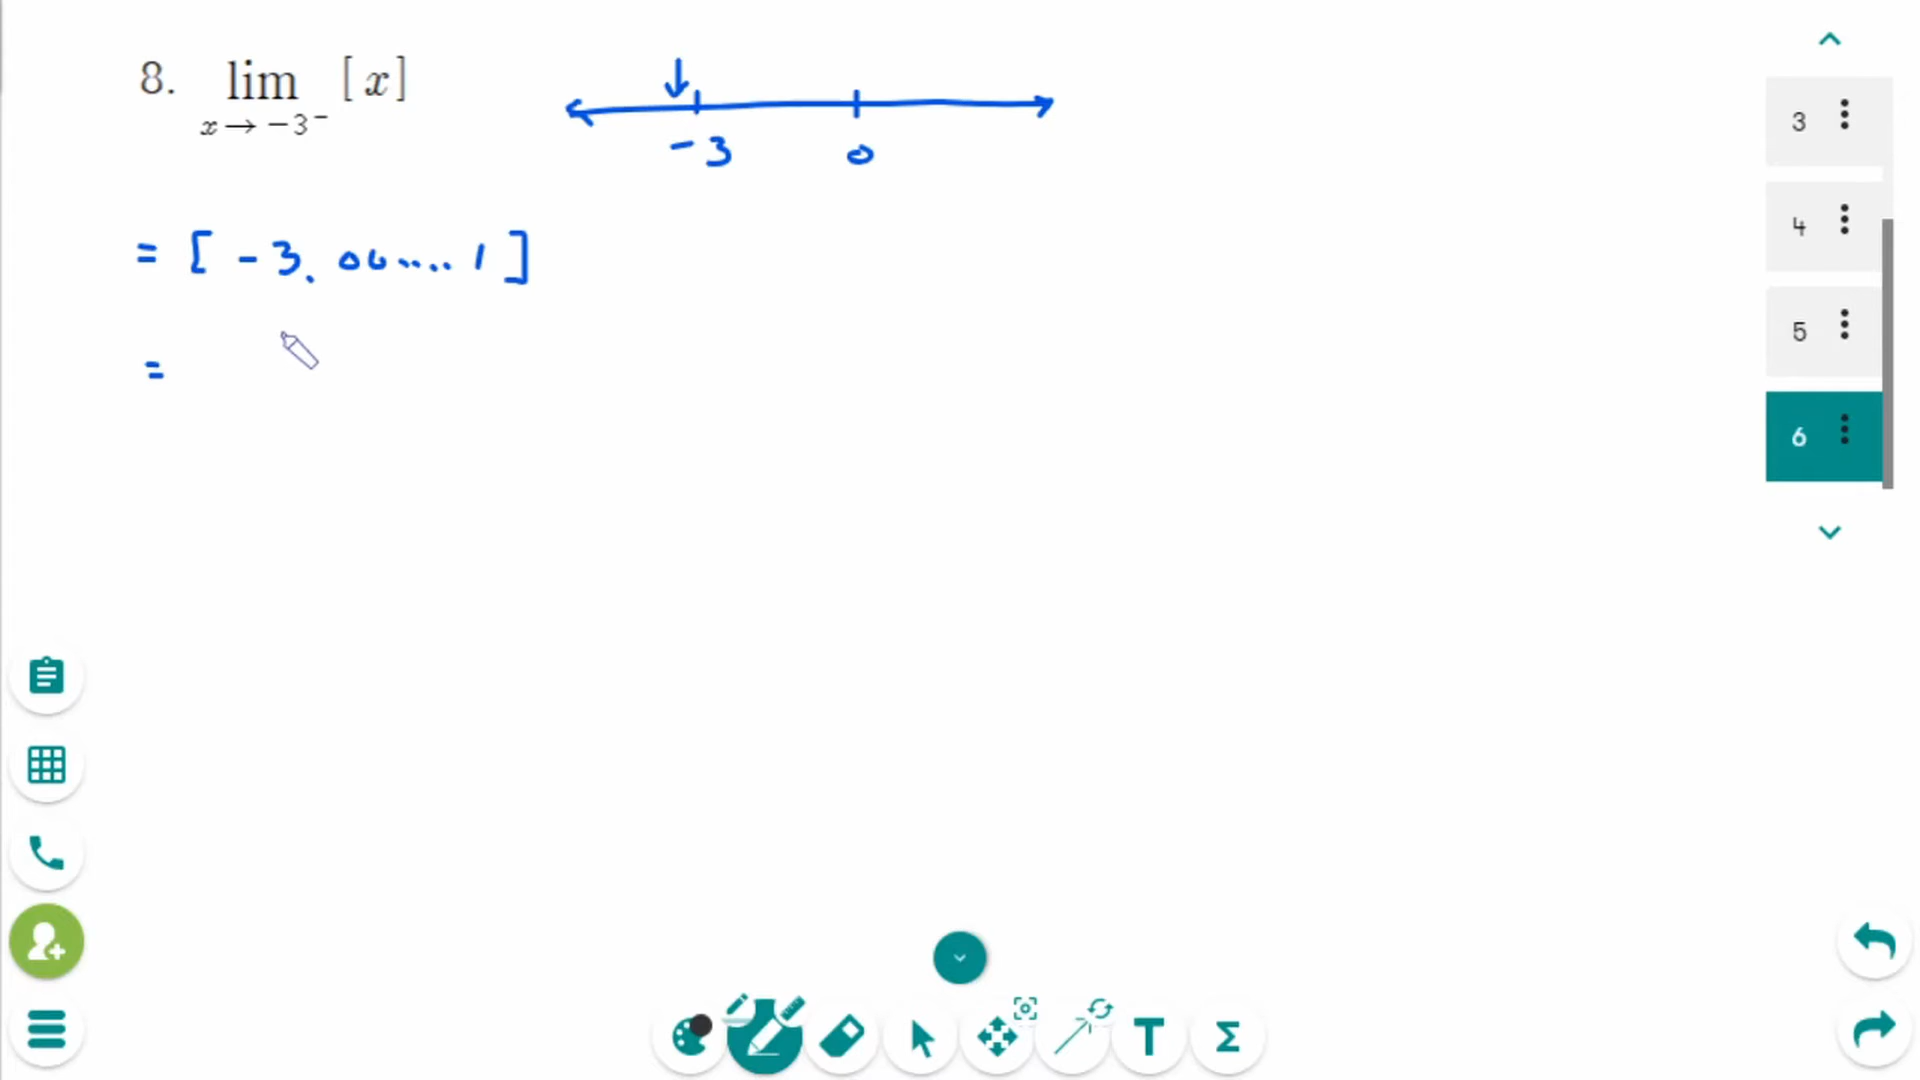 8. lim [x]
x → −3⁻
-3 0
= [ -3. 00..... 1 ]
=
3
4
5
6
T
Σ